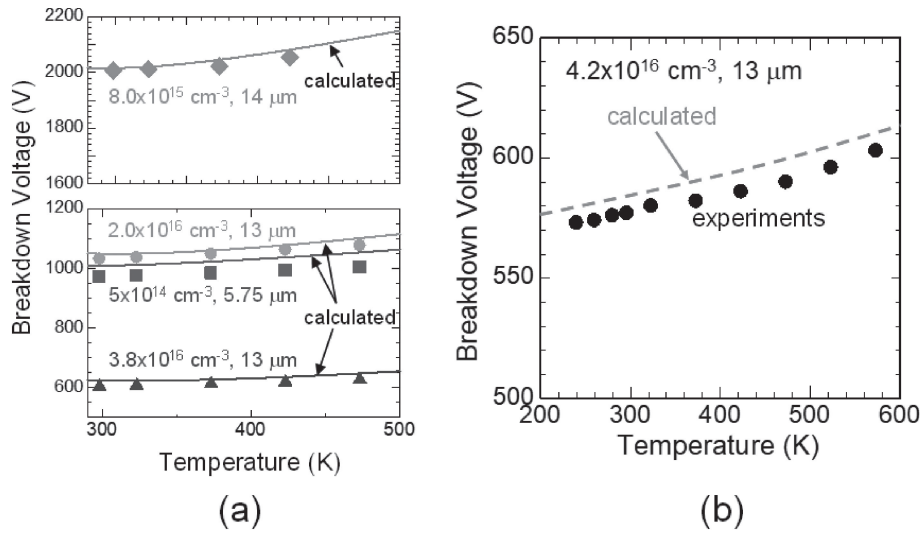 2200
2000
1800
1600
calculated
8.0x10¹⁵ cm⁻³, 14 μm
1200
1000
800
600
2.0x10¹⁶ cm⁻³, 13 μm
5x10¹⁴ cm⁻³, 5.75 μm
calculated
3.8x10¹⁶ cm⁻³, 13 μm
300 400 500
Breakdown Voltage (V)
Temperature (K)
(a)
650
600
550
500
4.2x10¹⁶ cm⁻³, 13 μm
calculated
experiments
200 300 400 500 600
Breakdown Voltage (V)
Temperature (K)
(b)